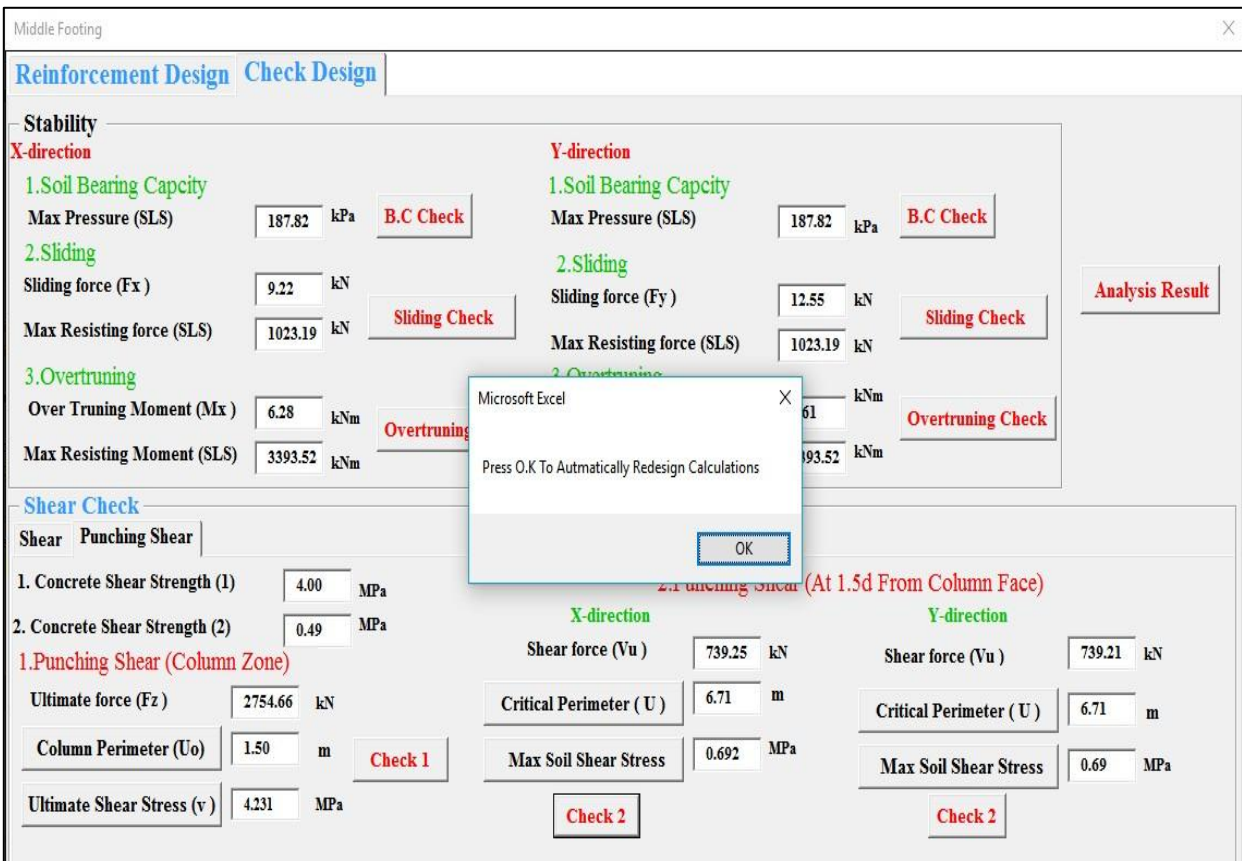 Middle Footing X
Reinforcement Design Check Design
Stability
X-direction
1.Soil Bearing Capcity
Max Pressure (SLS) 187.82 kPa B.C Check
2.Sliding
Sliding force (Fx ) 9.22 kN
Sliding Check
Max Resisting force (SLS) 1023.19 kN
3.Overtruning
Over Truning Moment (Mx ) 6.28 kNm
Overtruning
Max Resisting Moment (SLS) 3393.52 kNm
Y-direction
1.Soil Bearing Capcity
Max Pressure (SLS) 187.82 kPa B.C Check
2.Sliding
Sliding force (Fy ) 12.55 kN
Sliding Check
Max Resisting force (SLS) 1023.19 kN
3.Overtruning
61 kNm
Overtruning Check
393.52 kNm
Analysis Result
Microsoft Excel X
Press O.K To Autmatically Redesign Calculations
OK
Shear Check
Shear Punching Shear
1. Concrete Shear Strength (1) 4.00 MPa
2. Concrete Shear Strength (2) 0.49 MPa
1.Punching Shear (Column Zone)
Ultimate force (Fz ) 2754.66 kN
Column Perimeter (Uo) 1.50 m Check 1
Ultimate Shear Stress (v ) 4.231 MPa
2.Punching Shear (At 1.5d From Column Face)
X-direction
Shear force (Vu ) 739.25 kN
Critical Perimeter ( U ) 6.71 m
Max Soil Shear Stress 0.692 MPa
Check 2
Y-direction
Shear force (Vu ) 739.21 kN
Critical Perimeter ( U ) 6.71 m
Max Soil Shear Stress 0.69 MPa
Check 2